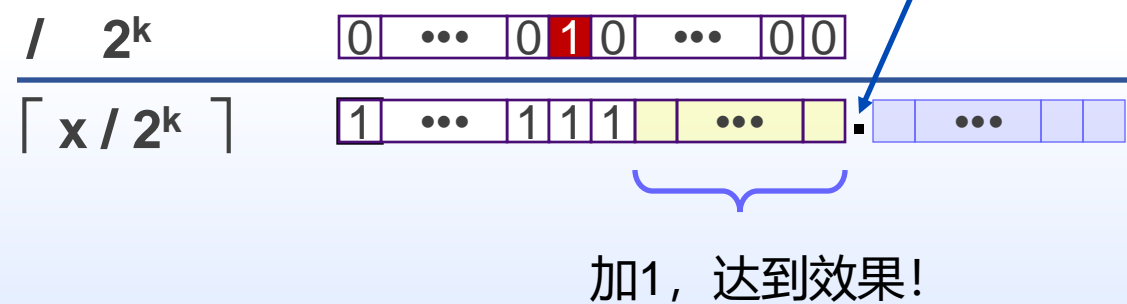 / 2ᵏ 0 ••• 0 1 0 ••• 0 0
⌈ x / 2ᵏ ⌉ 1 ••• 1 1 1 ••• . •••
加1，达到效果！